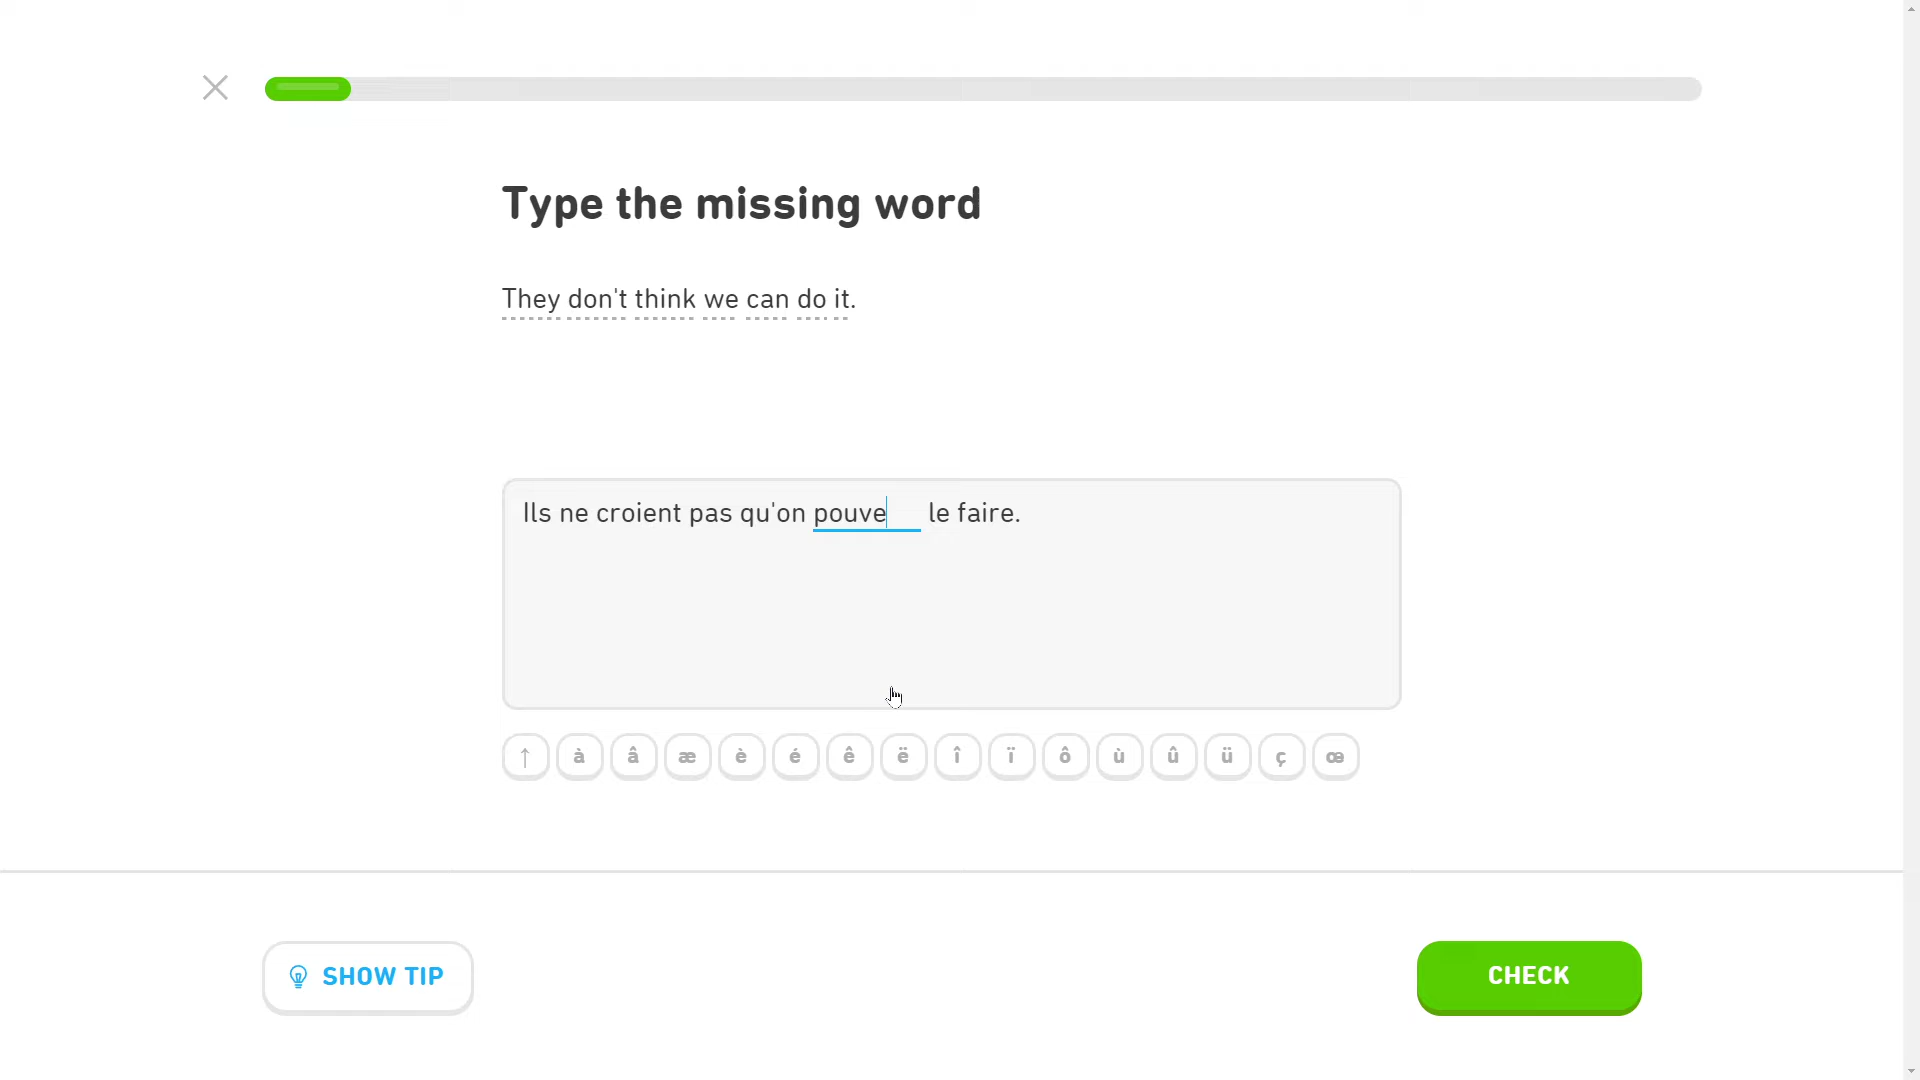 Type the missing word
They don't think we can do it.
Ils ne croient pas qu'on pouve le faire.
↑ à â æ è é ê ë î ï ô ù û ü ç œ
SHOW TIP
CHECK